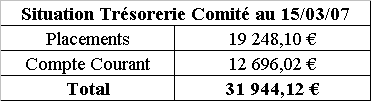 Situation Trésorerie Comité au 15/03/07
Placements 19 248,10 €
Compte Courant 12 696,02 €
Total 31 944,12 €